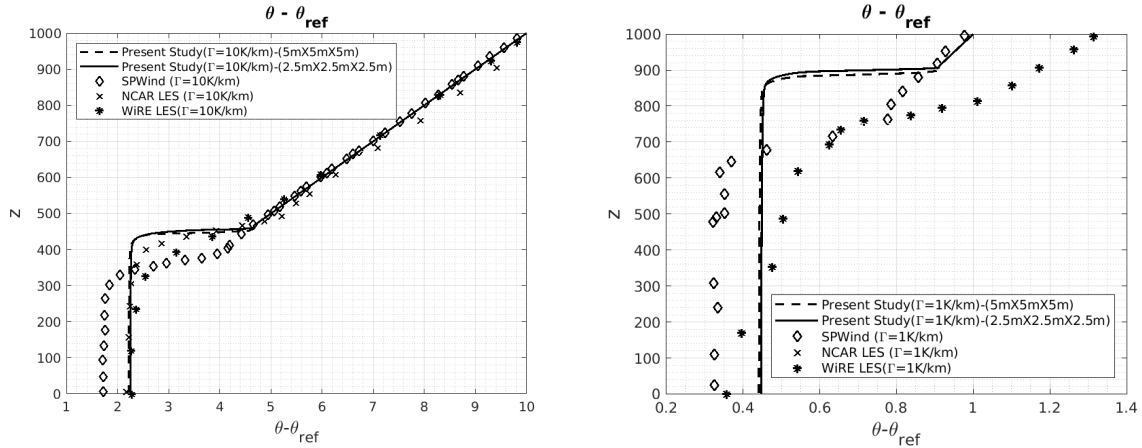 θ - θref
Present Study(Γ=10K/km)-(5mX5mX5m)
Present Study(Γ=10K/km)-(2.5mX2.5mX2.5m)
SPWind (Γ=10K/km)
NCAR LES (Γ=10K/km)
WiRE LES(Γ=10K/km)
1000
900
800
700
600
500
400
300
200
100
0
Z
1 2 3 4 5 6 7 8 9 10
θ-θref
θ - θref
1000
900
800
700
600
500
400
300
200
100
0
Z
Present Study(Γ=1K/km)-(5mX5mX5m)
Present Study(Γ=1K/km)-(2.5mX2.5mX2.5m)
SPWind (Γ=1K/km)
NCAR LES (Γ=1K/km)
WiRE LES(Γ=1K/km)
0.2 0.4 0.6 0.8 1 1.2 1.4
θ-θref